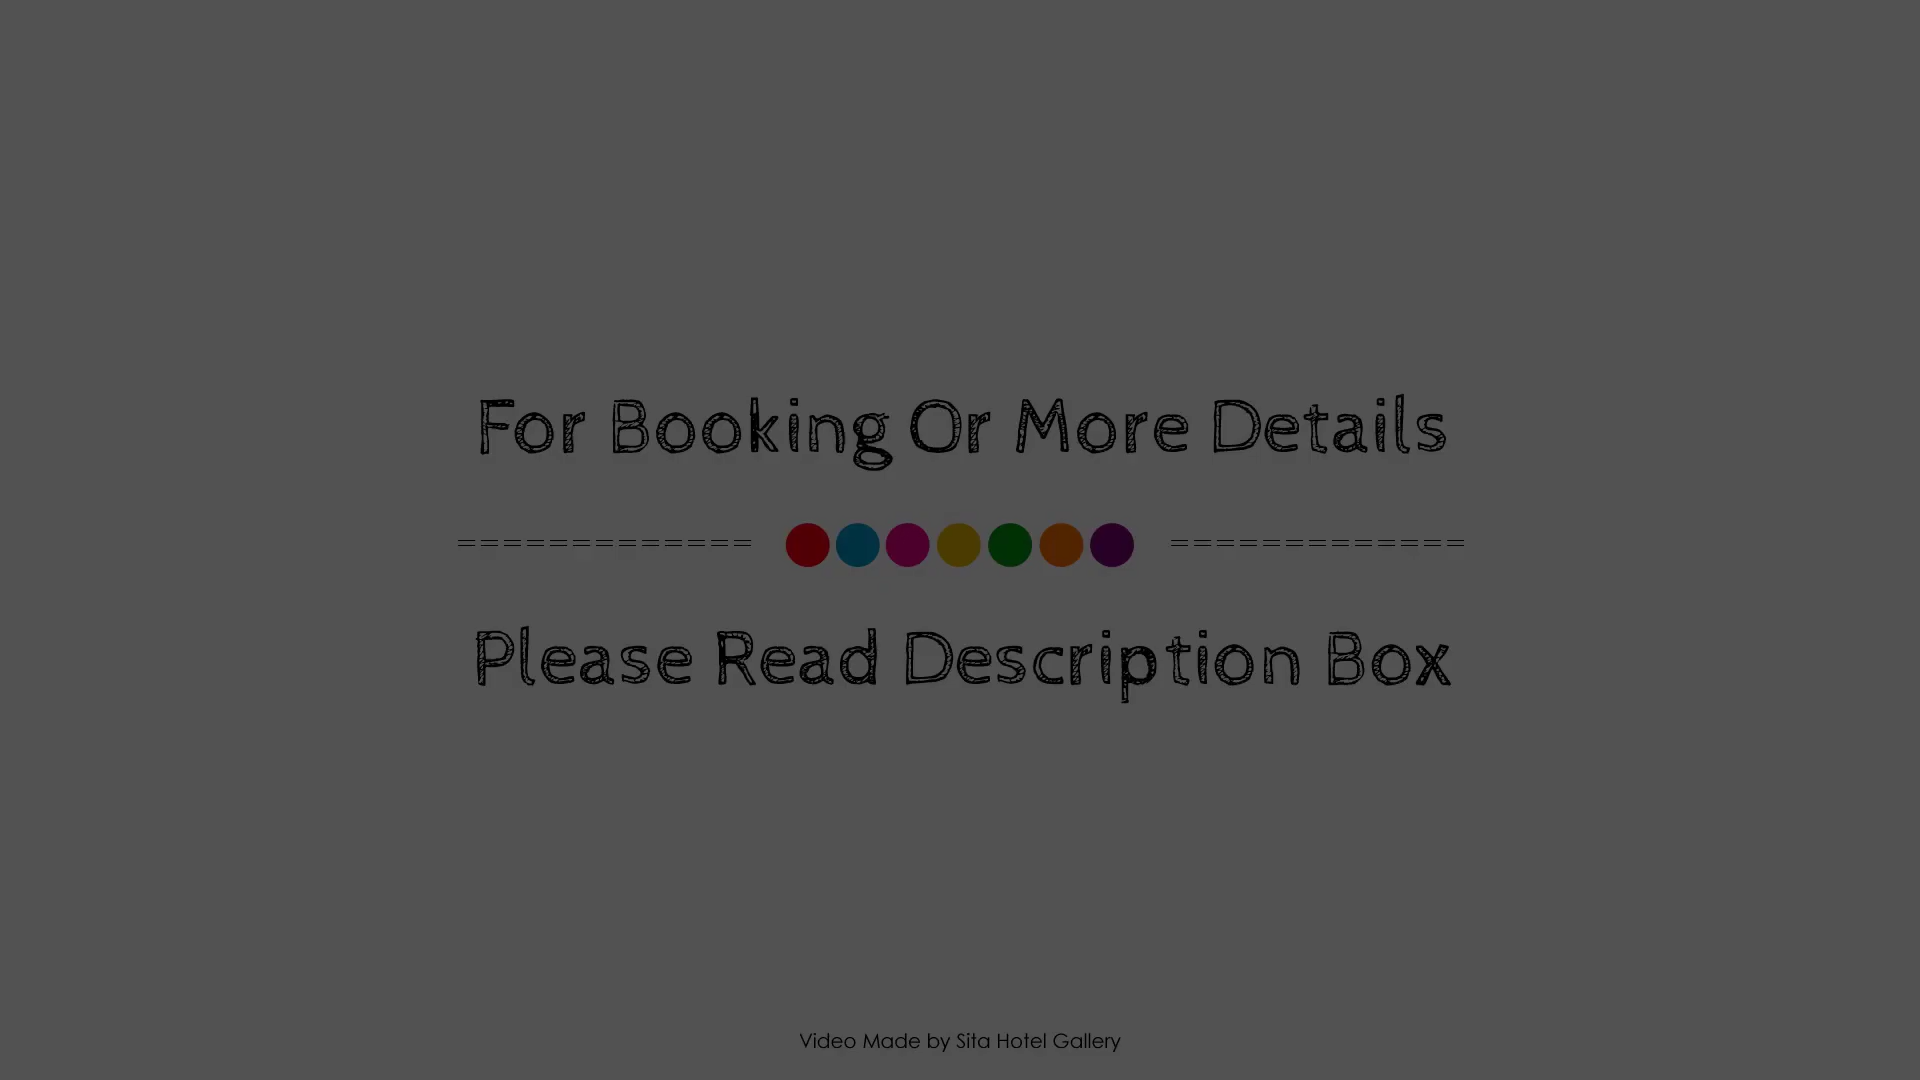 For Booking Or More Details
============= =============
Please Read Description Box
Video Made by Sita Hotel Gallery